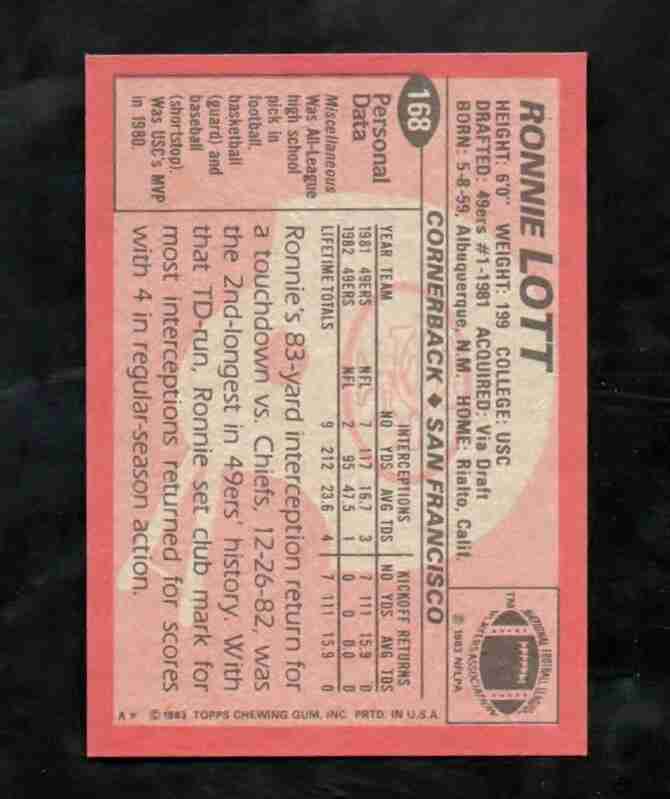 168
RONNIE LOTT
HEIGHT: 6'0" WEIGHT: 199 COLLEGE: USC
DRAFTED: 49ers #1-1981 ACQUIRED: Via Draft
BORN: 5-8-59, Albuquerque, N.M. HOME: Rialto, Calif.
CORNERBACK ♦ SAN FRANCISCO
NATIONAL FOOTBALL LEAGUE
PLAYERS ASSOCIATION
TM
© 1983 NFLPA
Personal
Data
Miscellaneous
Was All-League
high school
pick in
football,
basketball
(guard) and
baseball
(shortstop).
Was USC's MVP
in 1980.
INTERCEPTIONS KICKOFF RETURNS
YEAR TEAM NO YDS AVG TDS NO YDS AVG TDS
1981 49ERS NFL 7 117 16.7 3 7 111 15.9 0
1982 49ERS NFL 2 95 47.5 1 0 0 0.0 0
LIFETIME TOTALS 9 212 23.6 4 7 111 15.9 0
Ronnie's 83-yard interception return for
a touchdown vs. Chiefs, 12-26-82, was
the 2nd-longest in 49ers' history. With
that TD-run, Ronnie set club mark for
most interceptions returned for scores
with 4 in regular-season action.
A * © 1983 TOPPS CHEWING GUM, INC. PRTD. IN U.S.A.